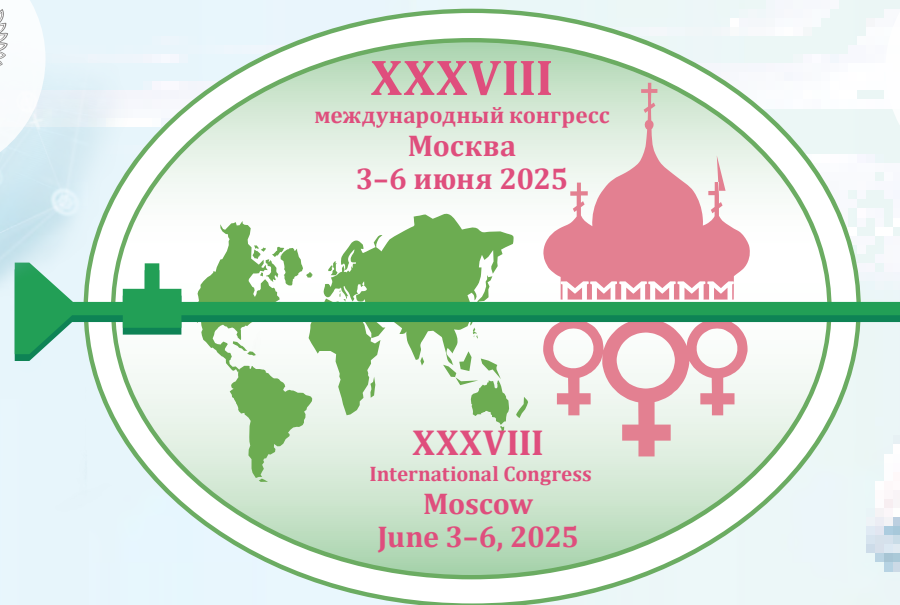 XXXVIII
международный конгресс
Москва
3–6 июня 2025
XXXVIII
International Congress
Moscow
June 3–6, 2025